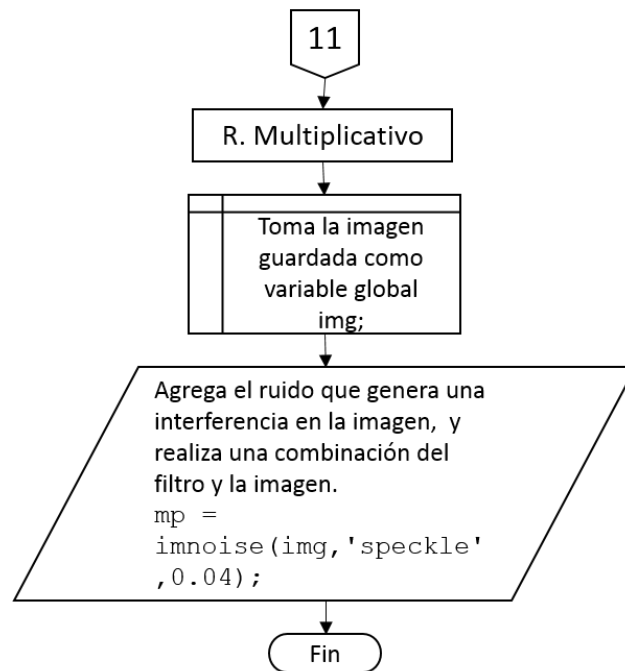 11
R. Multiplicativo
Toma la imagen
guardada como
variable global
img;
Agrega el ruido que genera una
interferencia en la imagen, y
realiza una combinación del
filtro y la imagen.
mp =
imnoise(img,'speckle'
,0.04);
Fin